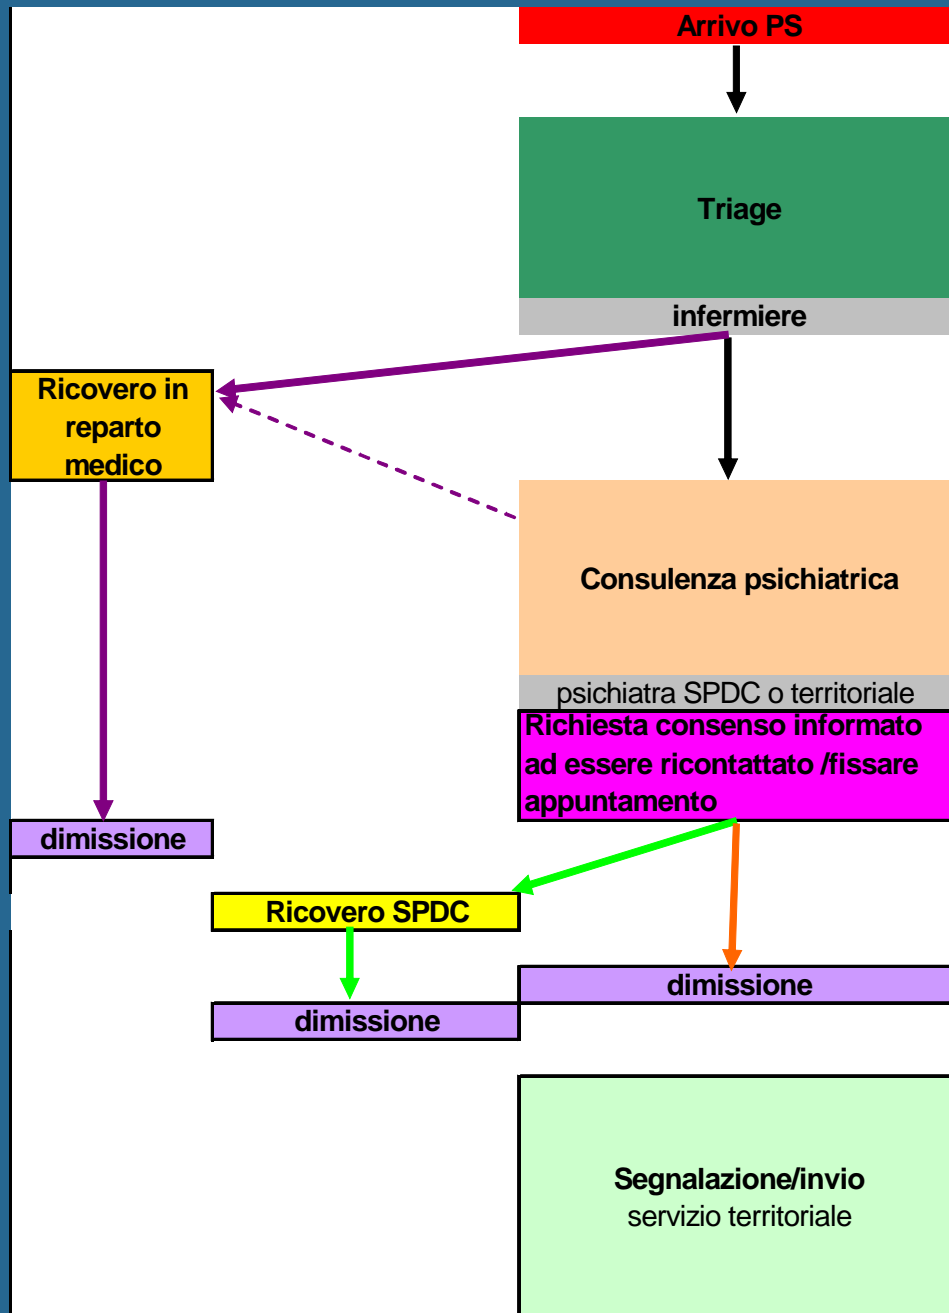 Arrivo PS
Triage
infermiere
Ricovero in
reparto
medico
Consulenza psichiatrica
psichiatra SPDC o territoriale
Richiesta consenso informato
ad essere ricontattato /fissare
appuntamento
dimissione
Ricovero SPDC
dimissione
dimissione
Segnalazione/invio
servizio territoriale